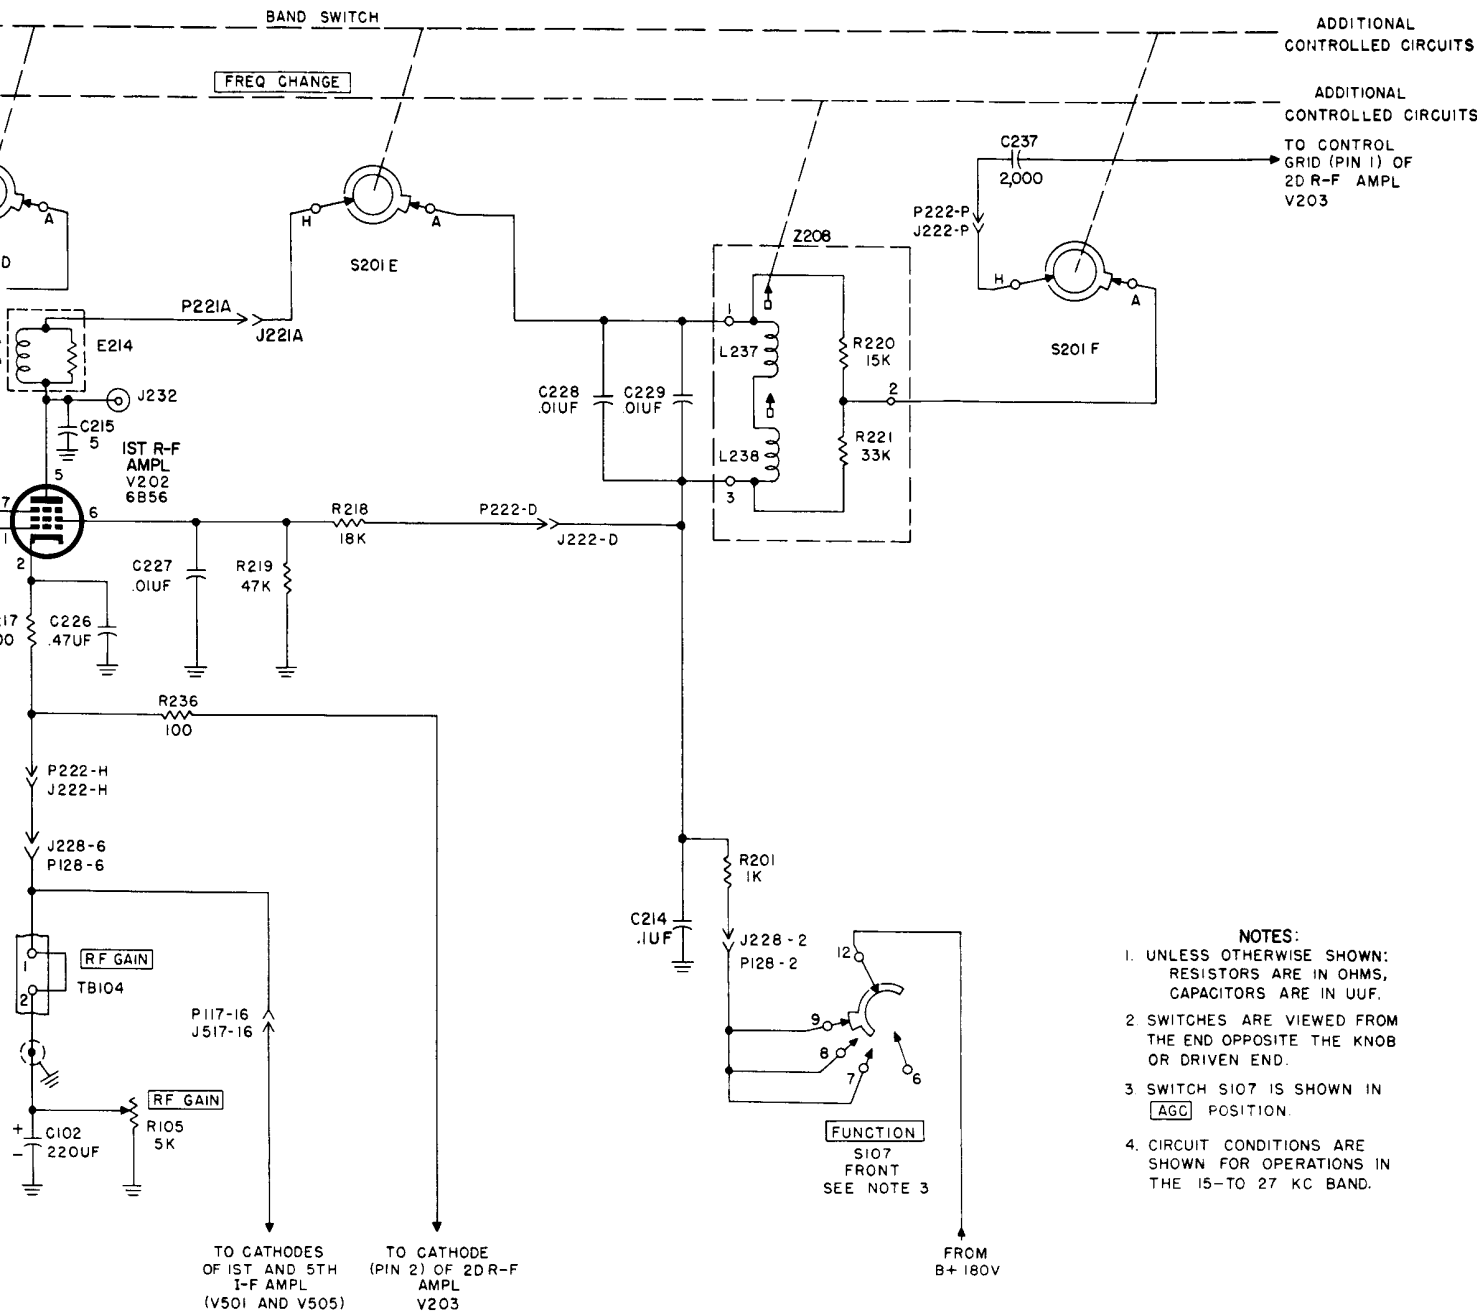 BAND SWITCH
ADDITIONAL
CONTROLLED CIRCUITS
FREQ CHANGE
ADDITIONAL
CONTROLLED CIRCUITS
C237
2,000
TO CONTROL
GRID (PIN 1) OF
2D R-F AMPL
V203
P222-P
J222-P
A
H
A
S201E
D
Z208
H
A
S201F
P221A
J221A
E214
J232
C215
5
1
L237
R220
15K
C228
.01UF
C229
.01UF
2
R221
33K
L238
3
1ST R-F
AMPL
V202
6B56
5
7
6
1
2
R218
18K
P222-D
J222-D
C227
.01UF
R219
47K
17
00
C226
.47UF
R236
100
P222-H
J222-H
J228-6
P128-6
R201
1K
C214
.1UF
J228-2
P128-2
1
RF GAIN
2
TB104
P117-16
J517-16
12
9
8
7
6
RF GAIN
R105
5K
+
C102
220UF
-
FUNCTION
S107
FRONT
SEE NOTE 3
TO CATHODES
OF 1ST AND 5TH
I-F AMPL
(V501 AND V505)
TO CATHODE
(PIN 2) OF 2D R-F
AMPL
V203
FROM
B+ 180V
NOTES:
1. UNLESS OTHERWISE SHOWN:
RESISTORS ARE IN OHMS,
CAPACITORS ARE IN UUF.
2. SWITCHES ARE VIEWED FROM
THE END OPPOSITE THE KNOB
OR DRIVEN END.
3. SWITCH S107 IS SHOWN IN
AGC POSITION.
4. CIRCUIT CONDITIONS ARE
SHOWN FOR OPERATIONS IN
THE 15-TO 27 KC BAND.